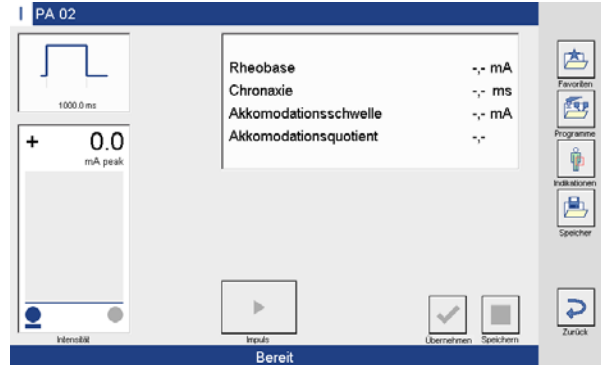 PA 02
1000.0 ms
+ 0.0
mA peak
Intensität
Rheobase -,- mA
Chronaxie -,- ms
Akkomodationsschwelle -,- mA
Akkomodationsquotient -,-
Impuls
Übernehmen
Speichern
Bereit
Favoriten
Programme
Indikationen
Speicher
Zurück